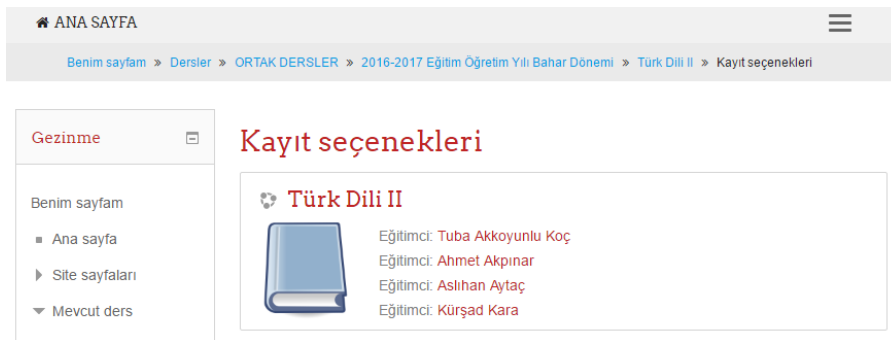 ANA SAYFA
Benim sayfam » Dersler » ORTAK DERSLER » 2016-2017 Eğitim Öğretim Yılı Bahar Dönemi » Türk Dili II » Kayıt seçenekleri
Gezinme
Benim sayfam
Ana sayfa
Site sayfaları
Mevcut ders
Kayıt seçenekleri
Türk Dili II
Eğitimci: Tuba Akkoyunlu Koç
Eğitimci: Ahmet Akpınar
Eğitimci: Aslıhan Aytaç
Eğitimci: Kürşad Kara